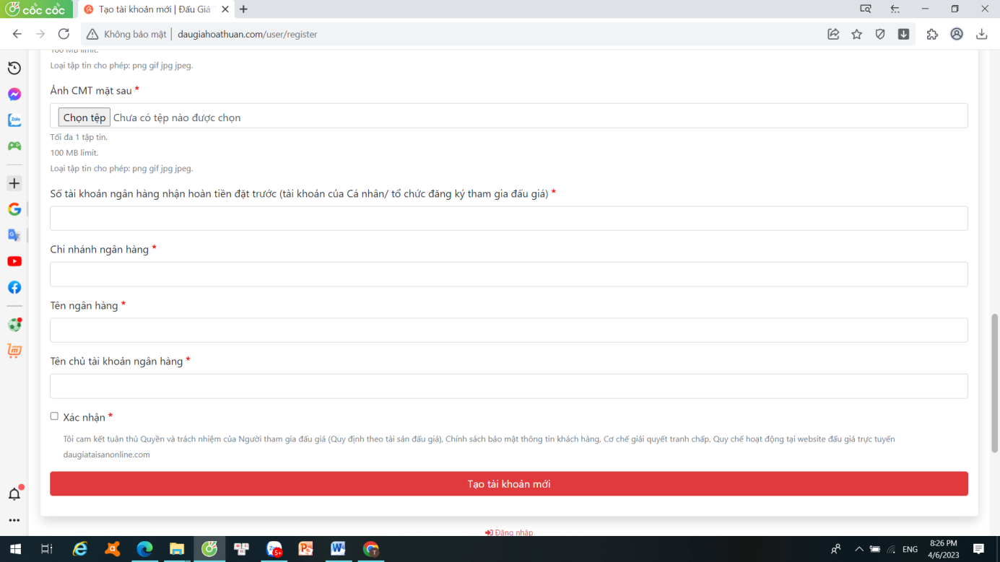 cốc cốc
Tạo tài khoản mới | Đấu Giá
Không bảo mật | daugiahoathuan.com/user/register
100 MB limit.
Loại tập tin cho phép: png gif jpg jpeg.
Ảnh CMT mặt sau *
Chọn tệp Chưa có tệp nào được chọn
Tối đa 1 tập tin.
100 MB limit.
Loại tập tin cho phép: png gif jpg jpeg.
Số tài khoản ngân hàng nhận hoàn tiền đặt trước (tài khoản của Cá nhân/ tổ chức đăng ký tham gia đấu giá) *
Chi nhánh ngân hàng *
Tên ngân hàng *
Tên chủ tài khoản ngân hàng *
Xác nhận *
Tôi cam kết tuân thủ Quyền và trách nhiệm của Người tham gia đấu giá (Quy định theo tài sản đấu giá), Chính sách bảo mật thông tin khách hàng, Cơ chế giải quyết tranh chấp, Quy chế hoạt động tại website đấu giá trực tuyến
daugiataisanonline.com
Tạo tài khoản mới
Đăng nhập
Zalo
5+
T
ENG
8:26 PM
4/6/2023